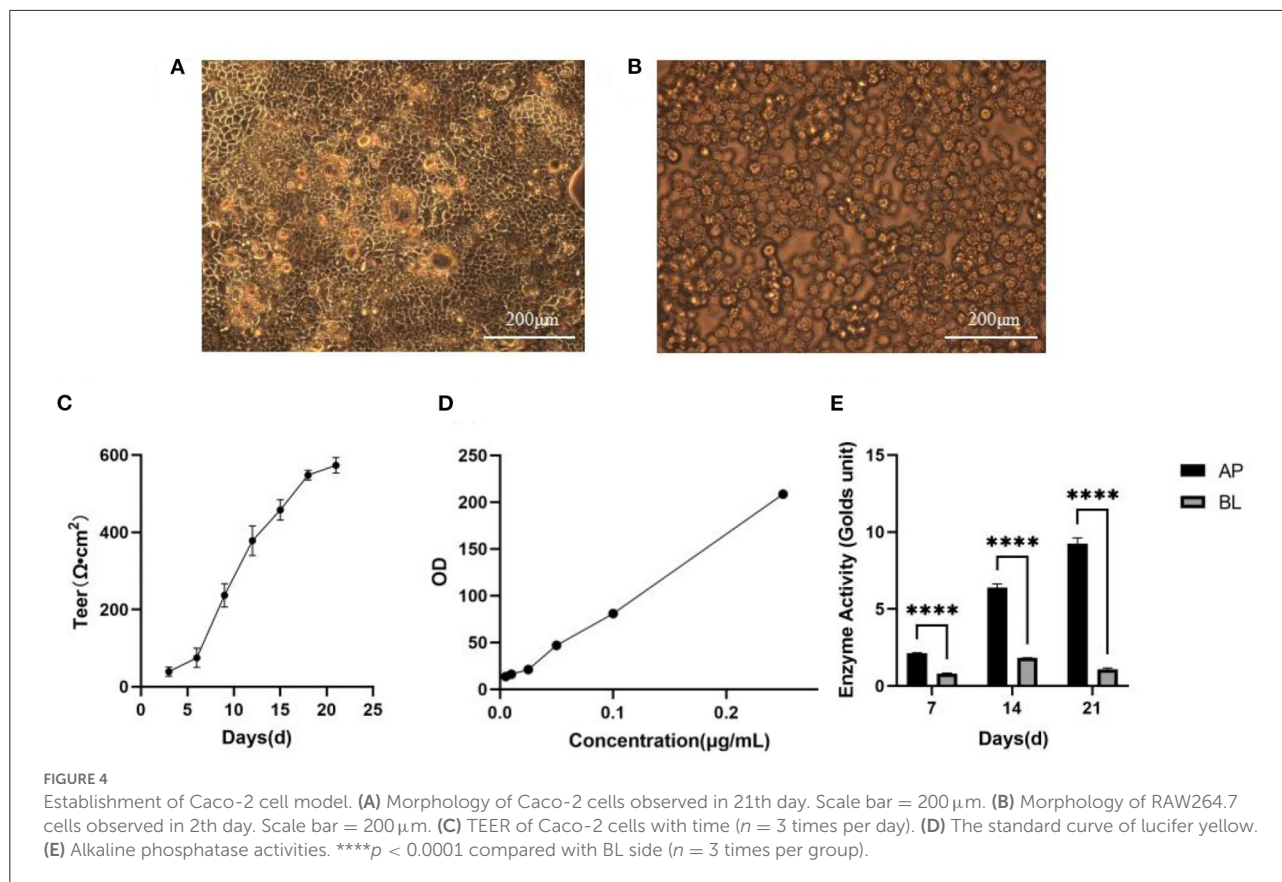 A
B
200µm
200µm
C
D
E
600
400
200
0
Teer(Ω•cm²)
0 5 10 15 20 25
Days(d)
250
200
150
100
50
0
OD
0.0 0.1 0.2
Concentration(µg/mL)
15
10
5
0
Enzyme Activity (Golds unit)
****
****
****
7 14 21
Days(d)
AP
BL
FIGURE 4
Establishment of Caco-2 cell model. (A) Morphology of Caco-2 cells observed in 21th day. Scale bar = 200 µm. (B) Morphology of RAW264.7
cells observed in 2th day. Scale bar = 200 µm. (C) TEER of Caco-2 cells with time (n = 3 times per day). (D) The standard curve of lucifer yellow.
(E) Alkaline phosphatase activities. ****p < 0.0001 compared with BL side (n = 3 times per group).